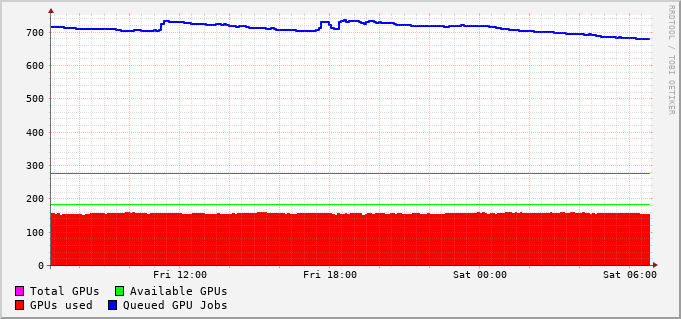 700
600
500
400
300
200
100
0
Fri 12:00 Fri 18:00 Sat 00:00 Sat 06:00
Total GPUs Available GPUs
GPUs used Queued GPU Jobs
RRDTOOL / TOBI OETIKER